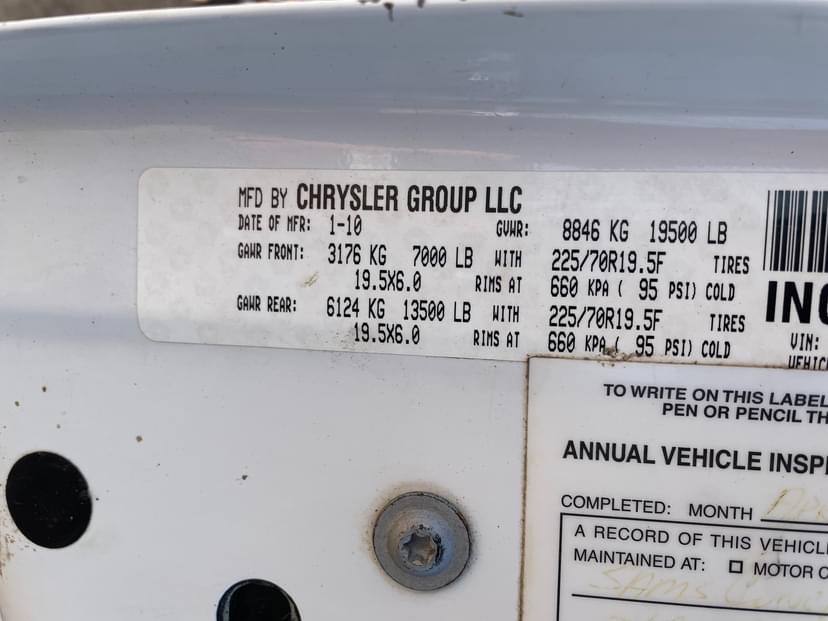 MFD BY CHRYSLER GROUP LLC
DATE OF MFR: 1-10 GVWR: 8846 KG 19500 LB
GAWR FRONT: 3176 KG 7000 LB WITH 225/70R19.5F TIRES
19.5X6.0 RIMS AT 660 KPA ( 95 PSI) COLD
GAWR REAR: 6124 KG 13500 LB WITH 225/70R19.5F TIRES
19.5X6.0 RIMS AT 660 KPA ( 95 PSI) COLD
VIN:
TO WRITE ON THIS LABEL
PEN OR PENCIL TH
ANNUAL VEHICLE INSP
COMPLETED: MONTH
A RECORD OF THIS VEHICL
MAINTAINED AT: MOTOR C
SAMS